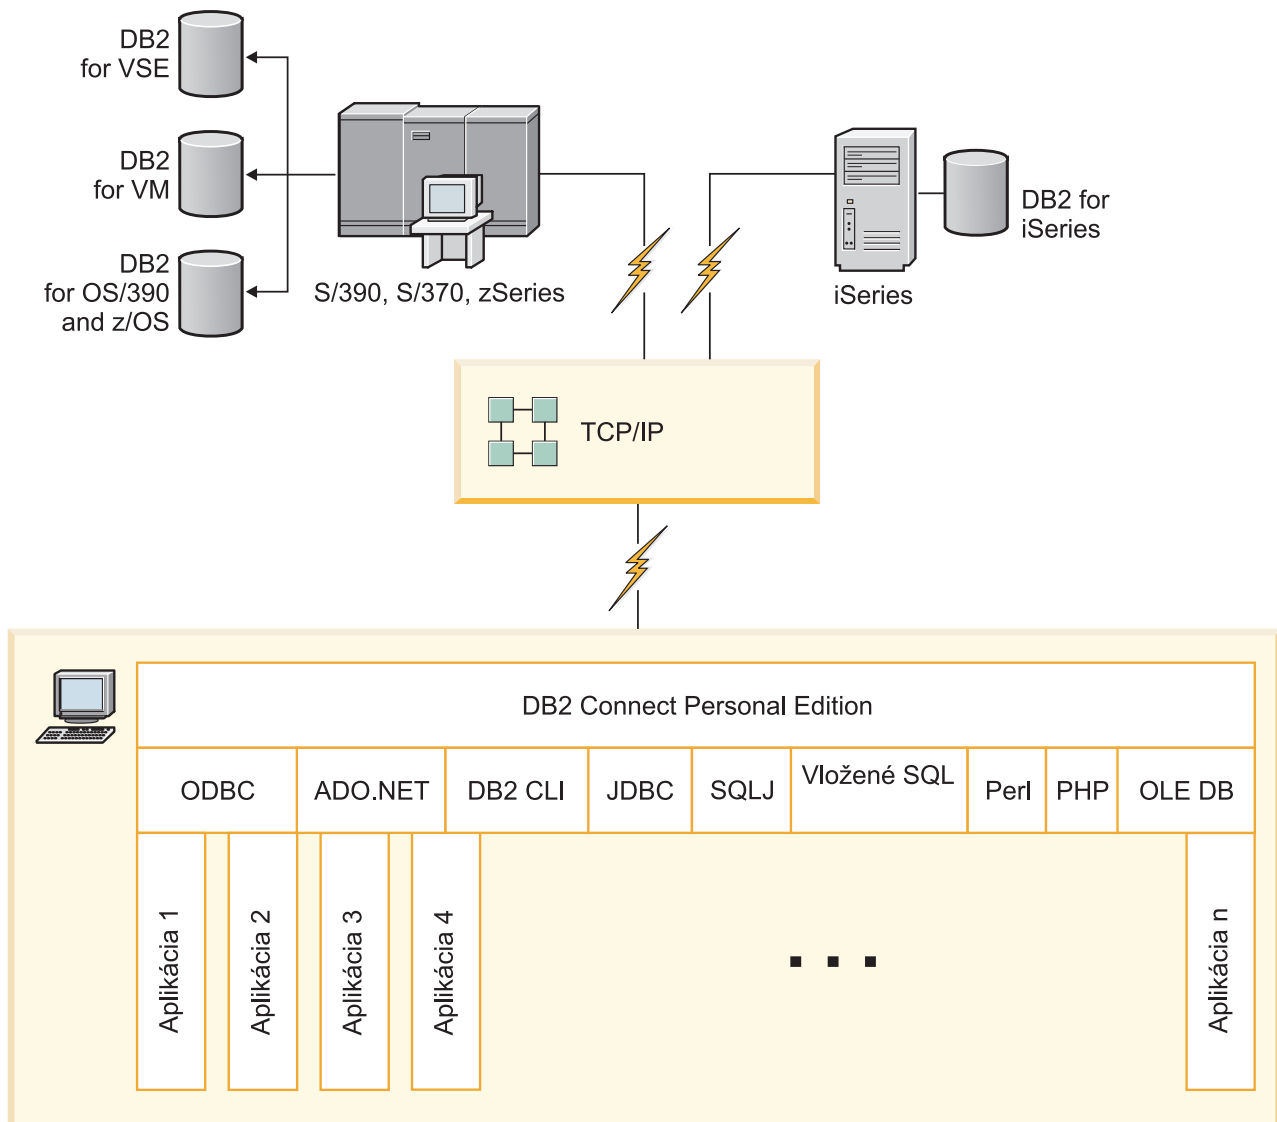 DB2
for VSE
DB2
for VM
DB2
for OS/390
and z/OS
S/390, S/370, zSeries
iSeries
DB2 for
iSeries
TCP/IP
DB2 Connect Personal Edition
ODBC
ADO.NET
DB2 CLI
JDBC
SQLJ
Vložené SQL
Perl
PHP
OLE DB
Aplikácia 1
Aplikácia 2
Aplikácia 3
Aplikácia 4
. . .
Aplikácia n